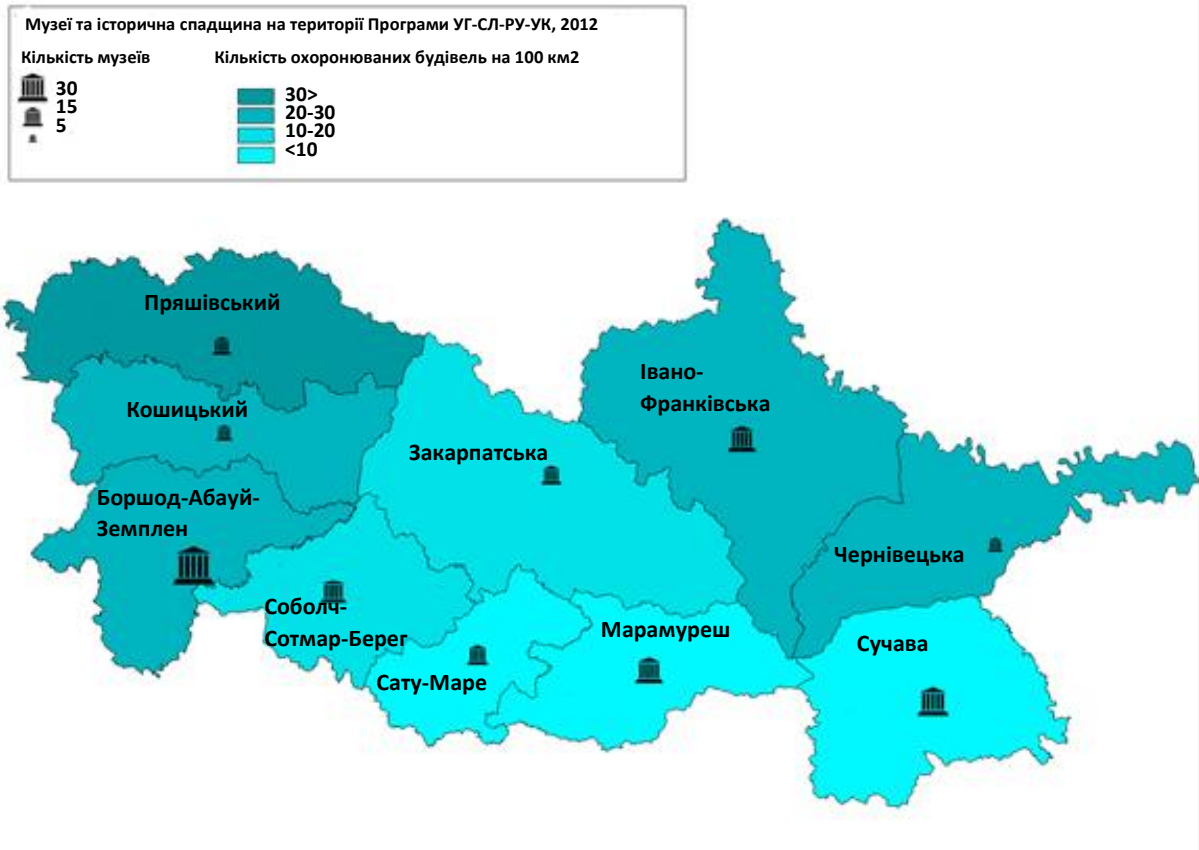 Музеї та історична спадщина на території Програми УГ-СЛ-РУ-УК, 2012
Кількість музеїв
Кількість охоронюваних будівель на 100 км2
30
15
5
30>
20-30
10-20
<10
Пряшівський
Кошицький
Боршод-Абауй-
Земплен
Соболч-
Сотмар-Берег
Закарпатська
Івано-
Франківська
Чернівецька
Сату-Маре
Марамуреш
Сучава